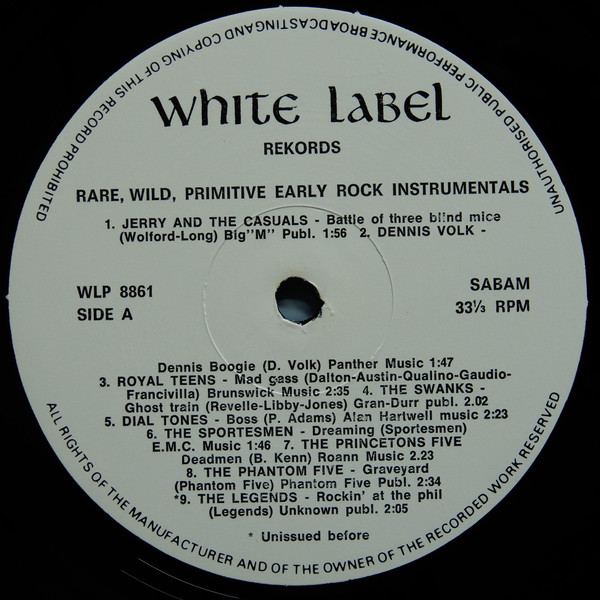 UNAUTHORISED PUBLIC PERFORMANCE BROADCASTINGAND COPYING OF THIS RECORD PROHIBITED
White Label
REKORDS
RARE, WILD, PRIMITIVE EARLY ROCK INSTRUMENTALS
1. JERRY AND THE CASUALS - Battle of three blind mice
(Wolford-Long) Big"M" Publ. 1:56 2. DENNIS VOLK -
WLP 8861
SIDE A
SABAM
33⅓ RPM
Dennis Boogie (D. Volk) Panther Music 1:47
3. ROYAL TEENS - Mad gass (Dalton-Austin-Qualino-Gaudio-
Francivilla) Brunswick Music 2:35 4. THE SWANKS -
Ghost train (Revelle-Libby-Jones) Gran-Durr publ. 2.02
5. DIAL TONES - Boss (P. Adams) Alan Hartwell music 2:23
6. THE SPORTESMEN - Dreaming (Sportesmen)
E.M.C. Music 1:46 7. THE PRINCETONS FIVE
Deadmen (B. Kenn) Roann Music 2.23
8. THE PHANTOM FIVE - Graveyard
(Phantom Five) Phantom Five Publ. 2:34
*9. THE LEGENDS - Rockin' at the phil
(Legends) Unknown publ. 2:05
* Unissued before
ALL RIGHTS OF THE MANUFACTURER AND OF THE OWNER OF THE RECORDED WORK RESERVED